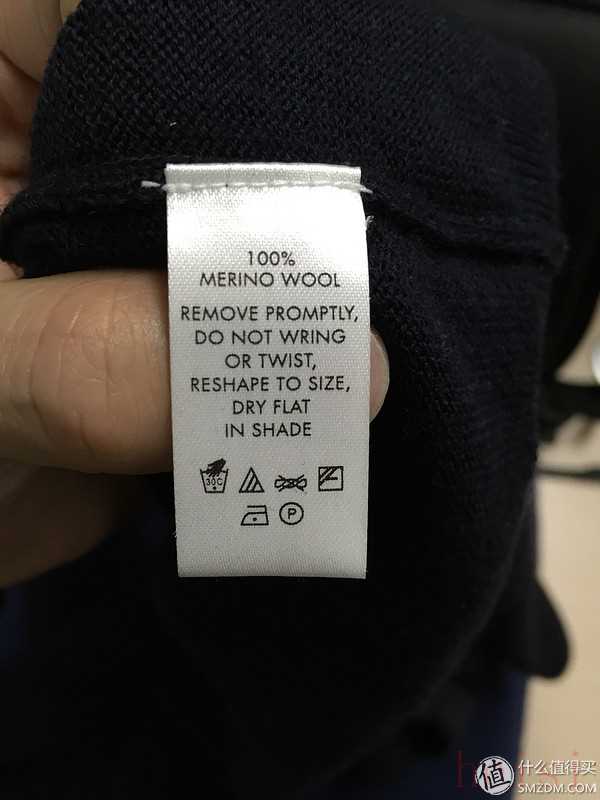 100%
MERINO WOOL
REMOVE PROMPTLY,
DO NOT WRING
OR TWIST,
RESHAPE TO SIZE,
DRY FLAT
IN SHADE
30C
P
值 什么值得买
SMZDM.COM